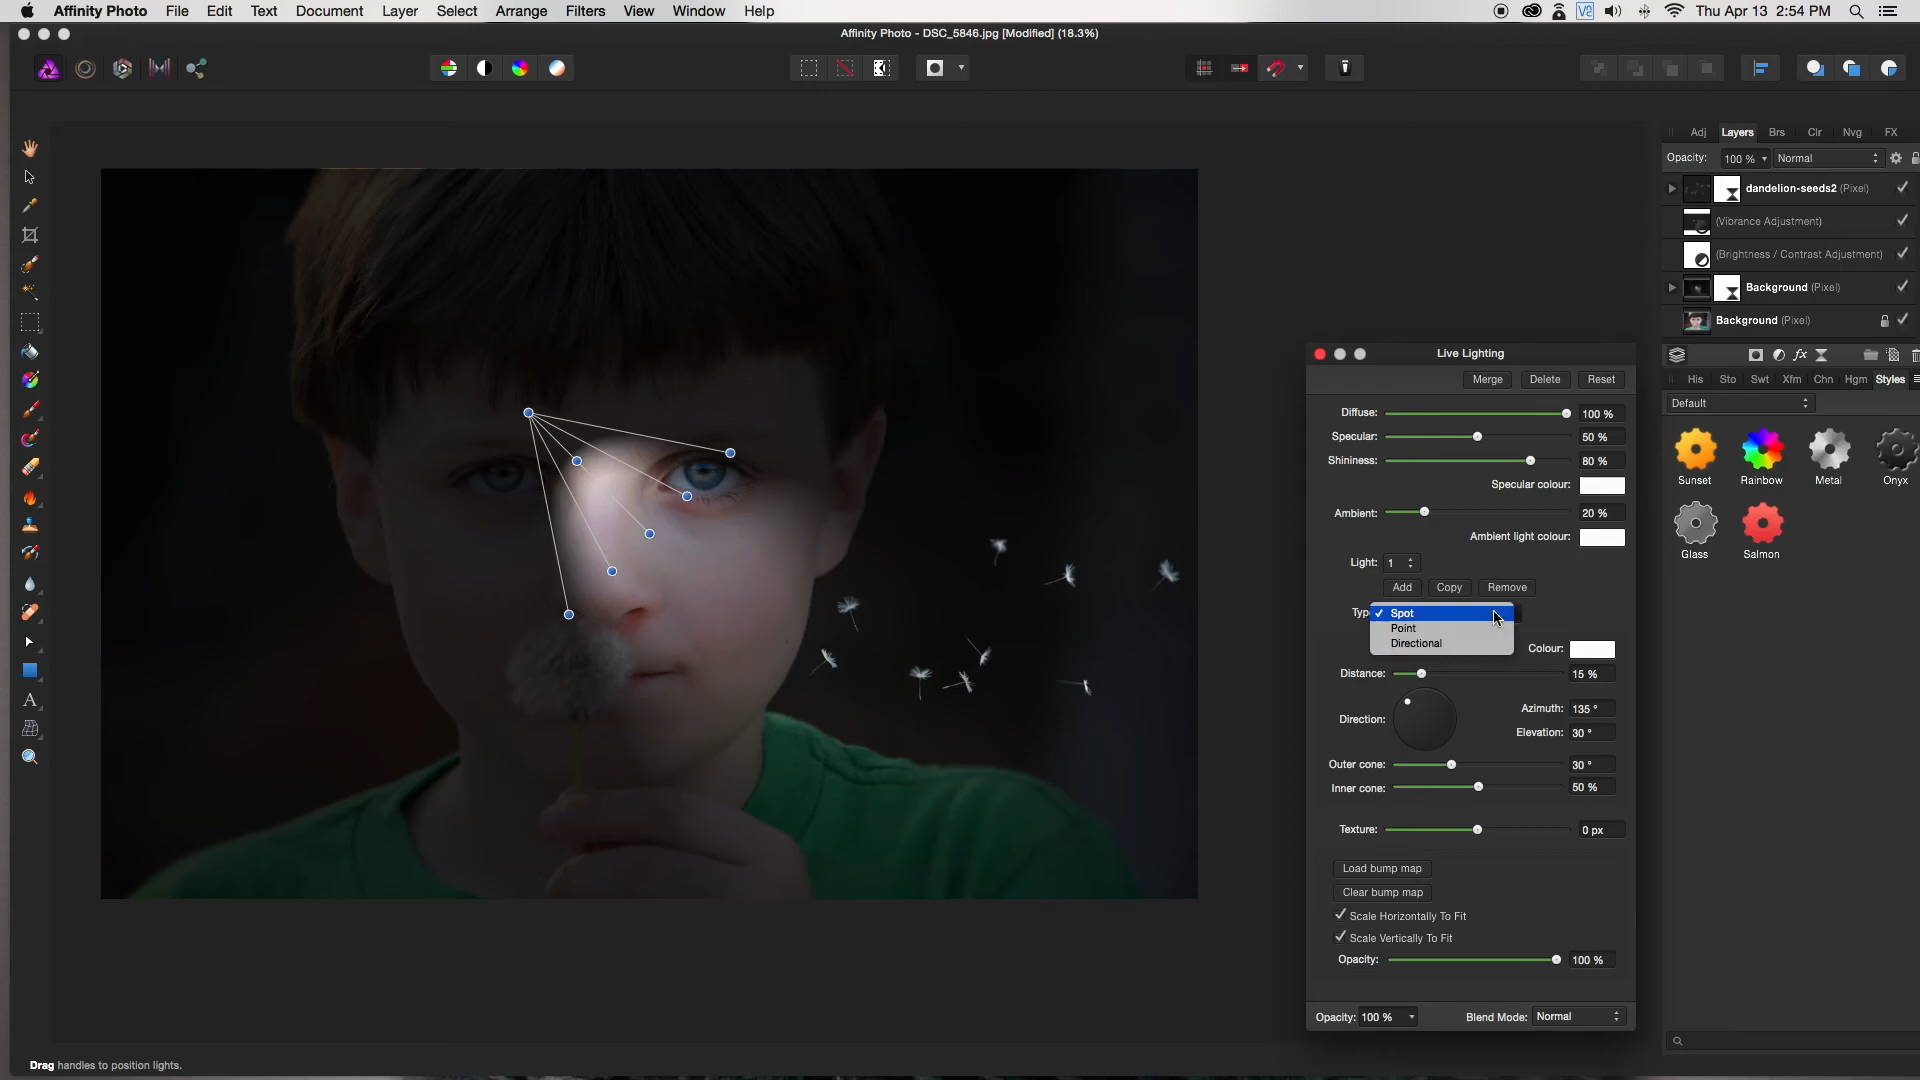 Affinity Photo File Edit Text Document Layer Select Arrange Filters View Window Help Thu Apr 13 2:54 PM
Affinity Photo - DSC_5846.jpg [Modified] (18.3%)
Adj Layers Brs Clr Nvg FX
Opacity: 100 % Normal
dandelion-seeds2 (Pixel)
(Vibrance Adjustment)
(Brightness / Contrast Adjustment)
Background (Pixel)
Background (Pixel)
His Sto Swt Xfm Chn Hgm Styles
Default
Sunset Rainbow Metal Onyx
Glass Salmon
Live Lighting
Merge Delete Reset
Diffuse: 100 %
Specular: 50 %
Shininess: 80 %
Specular colour:
Ambient: 20 %
Ambient light colour:
Light: 1
Add Copy Remove
Typ Spot
Point
Directional
Colour:
Distance: 15 %
Direction: Azimuth: 135 °
Elevation: 30 °
Outer cone: 30 °
Inner cone: 50 %
Texture: 0 px
Load bump map
Clear bump map
Scale Horizontally To Fit
Scale Vertically To Fit
Opacity: 100 %
Opacity: 100 % Blend Mode: Normal
Drag handles to position lights.